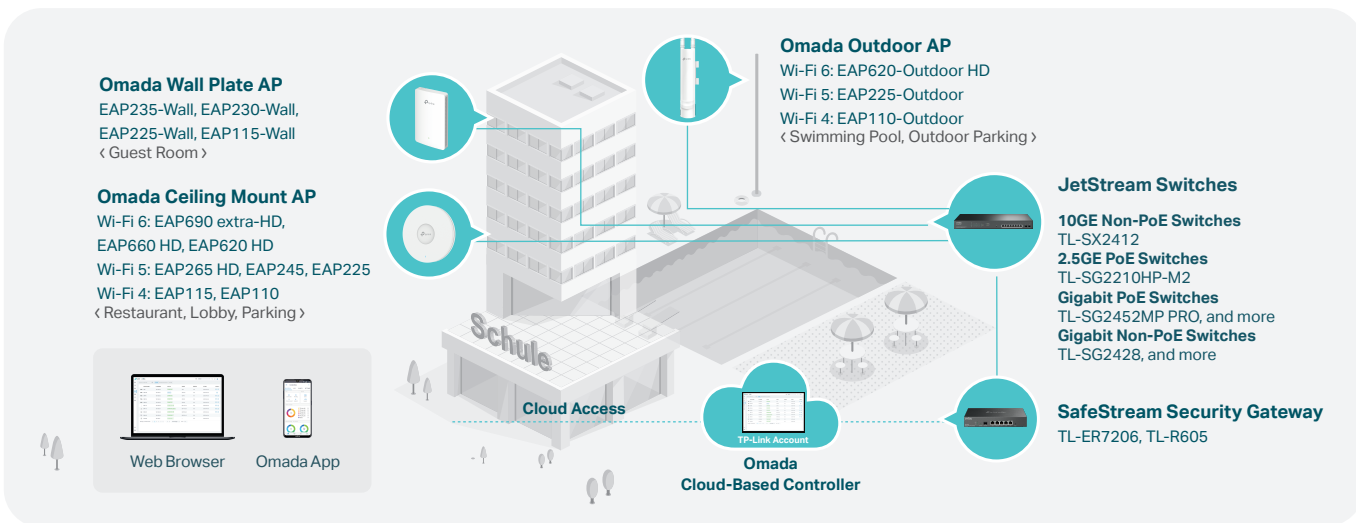 Omada Wall Plate AP
EAP235-Wall, EAP230-Wall,
EAP225-Wall, EAP115-Wall
‹ Guest Room ›
Omada Ceiling Mount AP
Wi-Fi 6: EAP690 extra-HD,
EAP660 HD, EAP620 HD
Wi-Fi 5: EAP265 HD, EAP245, EAP225
Wi-Fi 4: EAP115, EAP110
‹ Restaurant, Lobby, Parking ›
Web Browser
Omada App
Omada Outdoor AP
Wi-Fi 6: EAP620-Outdoor HD
Wi-Fi 5: EAP225-Outdoor
Wi-Fi 4: EAP110-Outdoor
‹ Swimming Pool, Outdoor Parking ›
Schule
Cloud Access
TP-Link Account
Omada
Cloud-Based Controller
JetStream Switches
10GE Non-PoE Switches
TL-SX2412
2.5GE PoE Switches
TL-SG2210HP-M2
Gigabit PoE Switches
TL-SG2452MP PRO, and more
Gigabit Non-PoE Switches
TL-SG2428, and more
SafeStream Security Gateway
TL-ER7206, TL-R605